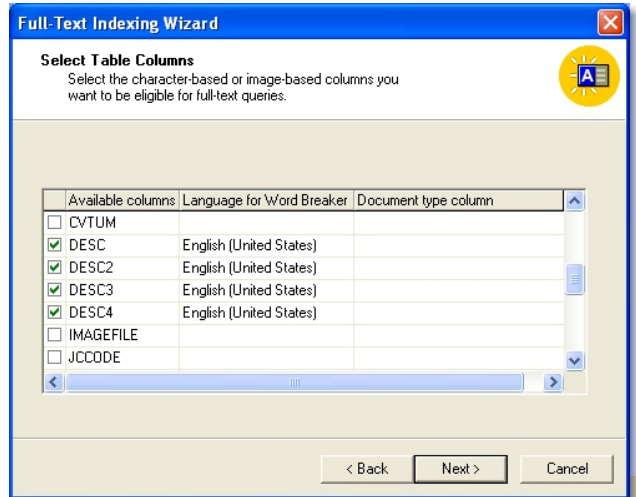 Full-Text Indexing Wizard
Select Table Columns
Select the character-based or image-based columns you
want to be eligible for full-text queries.
A
Available columns Language for Word Breaker Document type column
CVTUM
DESC English (United States)
DESC2 English (United States)
DESC3 English (United States)
DESC4 English (United States)
IMAGEFILE
JCCODE
< Back Next > Cancel